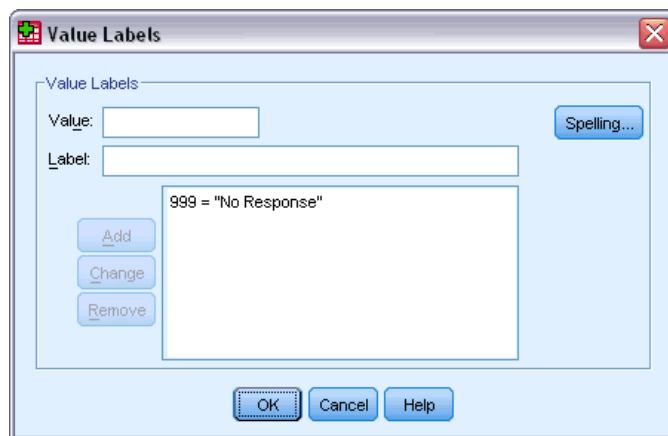 Value Labels
Value Labels
Value:
Spelling...
Label:
999 = "No Response"
Add
Change
Remove
OK Cancel Help